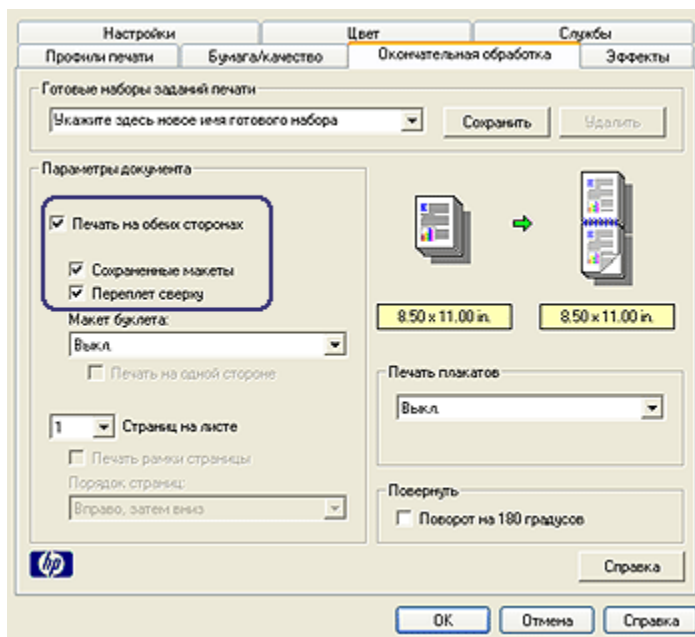 Настройки
Цвет
Службы
Профили печати
Бумага/качество
Окончательная обработка
Эффекты
Готовые наборы заданий печати
Укажите здесь новое имя готового набора
Сохранить
Удалить
Параметры документа
Печать на обеих сторонах
Сохраненные макеты
Переплет сверху
Макет буклета:
Выкл.
Печать на одной стороне
1
Страниц на листе
Печать рамки страницы
Порядок страниц:
Вправо, затем вниз
8.50 x 11.00 in.
8.50 x 11.00 in.
Печать плакатов
Выкл.
Повернуть
Поворот на 180 градусов
hp
Справка
OK
Отмена
Справка